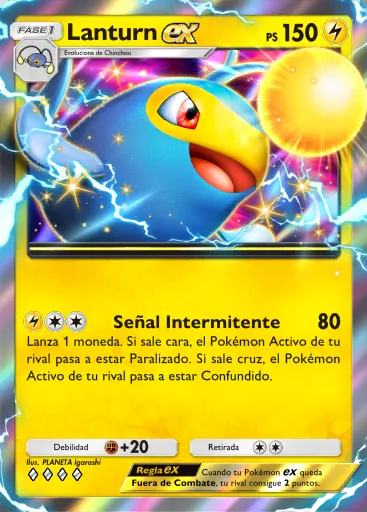 FASE 1 Lanturn ex PS 150
Evoluciona de Chinchou
Señal Intermitente 80
Lanza 1 moneda. Si sale cara, el Pokémon Activo de tu
rival pasa a estar Paralizado. Si sale cruz, el Pokémon
Activo de tu rival pasa a estar Confundido.
Debilidad +20 Retirada
Ilus. PLANETA Igarashi
Regla ex Cuando tu Pokémon ex queda
Fuera de Combate, tu rival consigue 2 puntos.